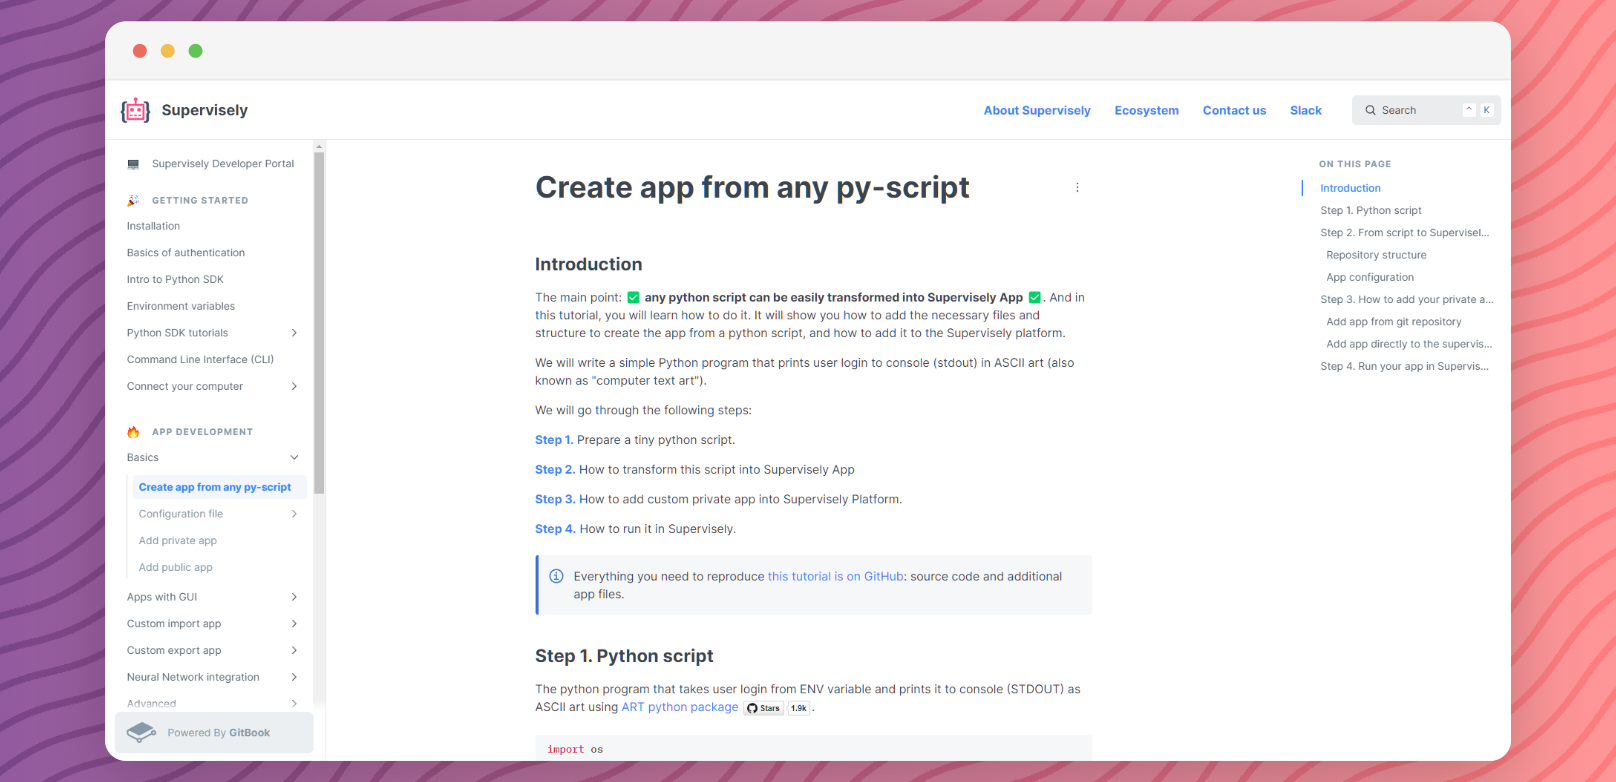 Supervisely
About Supervisely
Ecosystem
Contact us
Slack
Search
^ K
Supervisely Developer Portal
GETTING STARTED
Installation
Basics of authentication
Intro to Python SDK
Environment variables
Python SDK tutorials
Command Line Interface (CLI)
Connect your computer
APP DEVELOPMENT
Basics
Create app from any py-script
Configuration file
Add private app
Add public app
Apps with GUI
Custom import app
Custom export app
Neural Network integration
Advanced
Powered By GitBook
Create app from any py-script
Introduction
The main point: ✅ any python script can be easily transformed into Supervisely App ✅. And in
this tutorial, you will learn how to do it. It will show you how to add the necessary files and
structure to create the app from a python script, and how to add it to the Supervisely platform.
We will write a simple Python program that prints user login to console (stdout) in ASCII art (also
known as "computer text art").
We will go through the following steps:
Step 1. Prepare a tiny python script.
Step 2. How to transform this script into Supervisely App
Step 3. How to add custom private app into Supervisely Platform.
Step 4. How to run it in Supervisely.
Everything you need to reproduce this tutorial is on GitHub: source code and additional
app files.
Step 1. Python script
The python program that takes user login from ENV variable and prints it to console (STDOUT) as
ASCII art using ART python package Stars 1.9k .
import os
ON THIS PAGE
Introduction
Step 1. Python script
Step 2. From script to Supervisel...
Repository structure
App configuration
Step 3. How to add your private a...
Add app from git repository
Add app directly to the supervis...
Step 4. Run your app in Supervis...